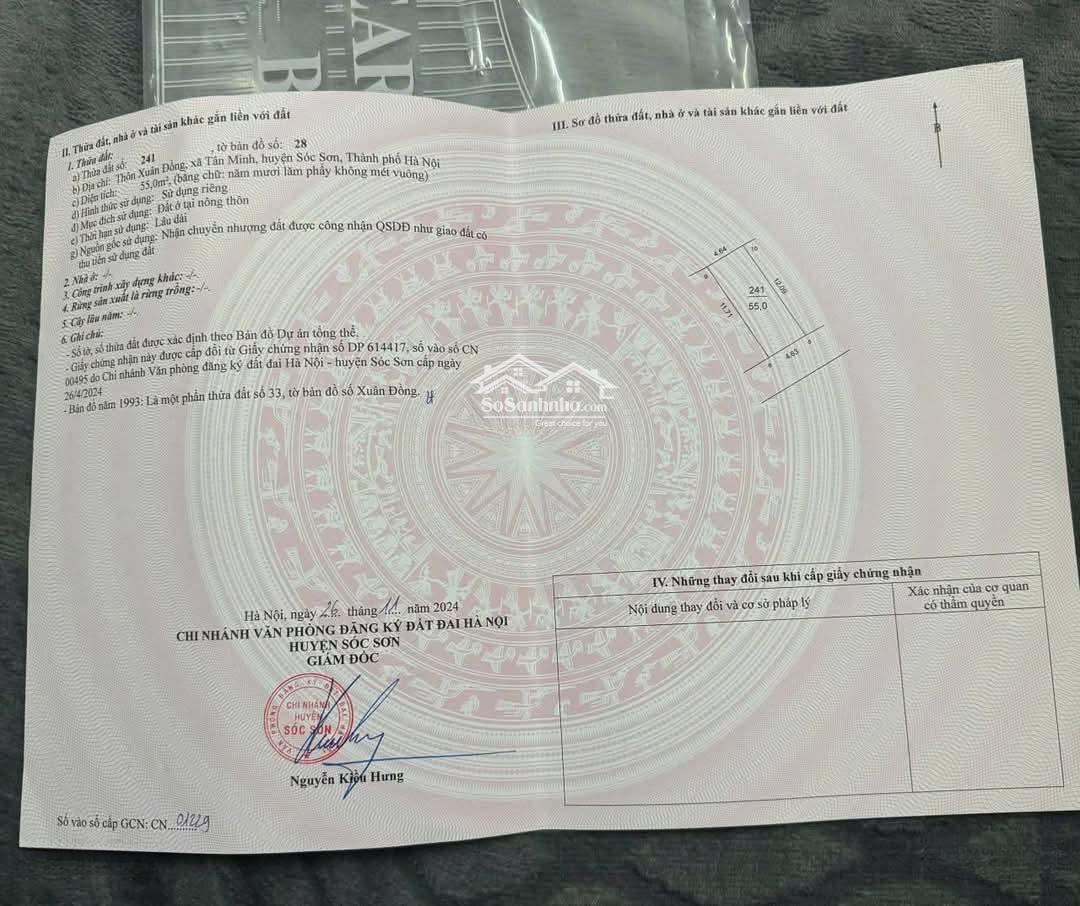 II. Thửa đất, nhà ở và tài sản khác gắn liền với đất
1. Thửa đất:
a) Thửa đất số: 241 , tờ bản đồ số: 28
b) Địa chỉ: Thôn Xuân Đồng, xã Tân Minh, huyện Sóc Sơn, Thành phố Hà Nội
c) Diện tích: 55,0m², (bằng chữ: năm mươi lăm phẩy không mét vuông)
d) Hình thức sử dụng: Sử dụng riêng
đ) Mục đích sử dụng: Đất ở tại nông thôn
e) Thời hạn sử dụng: Lâu dài
g) Nguồn gốc sử dụng: Nhận chuyển nhượng đất được công nhận QSDĐ như giao đất có
thu tiền sử dụng đất
2. Nhà ở: -/-
3. Công trình xây dựng khác: -/-.
4. Rừng sản xuất là rừng trồng: -/-.
5. Cây lâu năm: -/-.
6. Ghi chú:
- Số tờ, số thửa đất được xác định theo Bản đồ Dự án tổng thể.
- Giấy chứng nhận này được cấp đổi từ Giấy chứng nhận số DP 614417, số vào sổ CN
00495 do Chi nhánh Văn phòng đăng ký đất đai Hà Nội - huyện Sóc Sơn cấp ngày
26/4/2024
- Bản đồ năm 1993: Là một phần thửa đất số 33, tờ bản đồ số Xuân Đồng.
Hà Nội, ngày 26 tháng 11 năm 2024
CHI NHÁNH VĂN PHÒNG ĐĂNG KÝ ĐẤT ĐAI HÀ NỘI
HUYỆN SÓC SƠN
GIÁM ĐỐC
CHI NHÁNH
HUYỆN
SÓC SƠN
Nguyễn Kiều Hưng
Số vào sổ cấp GCN: CN 01229
III. Sơ đồ thửa đất, nhà ở và tài sản khác gắn liền với đất
B
4.64
10
12.09
11.71
241
55,0
4.63
SoSanhnha.com
Great choice for you
IV. Những thay đổi sau khi cấp giấy chứng nhận
Nội dung thay đổi và cơ sở pháp lý
Xác nhận của cơ quan
có thẩm quyền